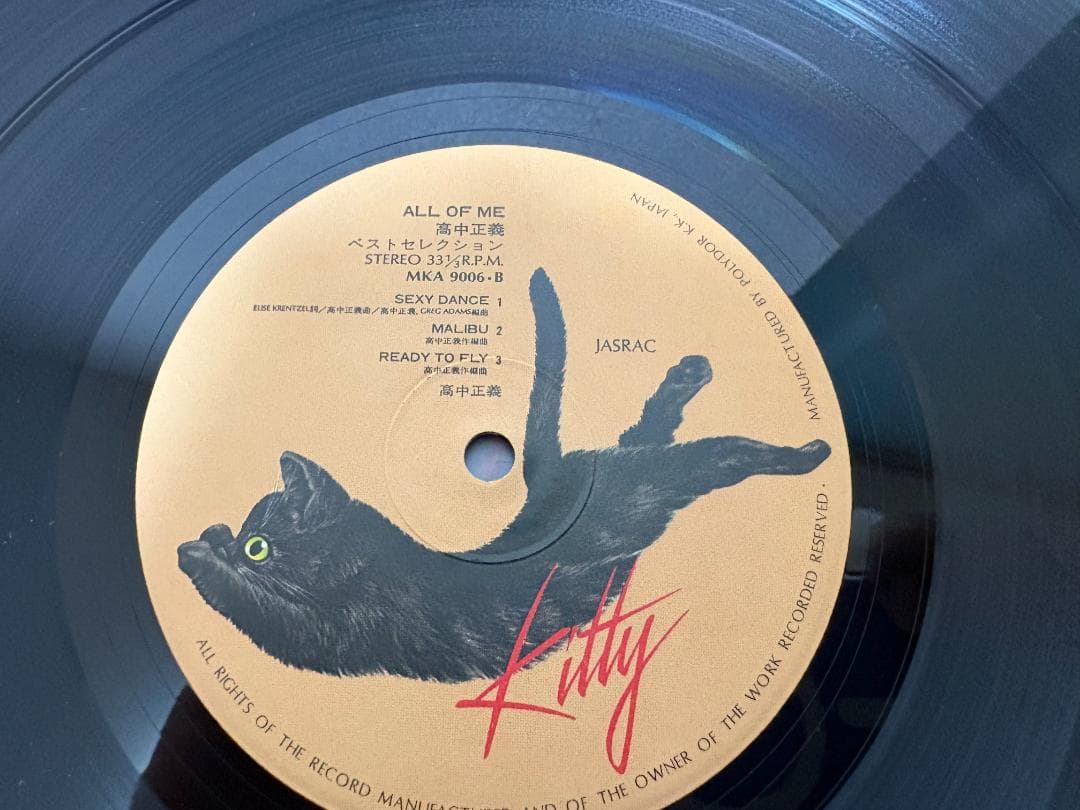 ALL OF ME
高中正義
ベストセレクション
STEREO 33⅓R.P.M.
MKA 9006・B
SEXY DANCE 1
ELISE KRENTZEL詞/高中正義曲/高中正義, GREG ADAMS編曲
MALIBU 2
高中正義作編曲
READY TO FLY 3
高中正義作編曲
高中正義
JASRAC
Kitty
ALL RIGHTS OF THE RECORD MANUFACTURER AND OF THE OWNER OF THE WORK RECORDED RESERVED・
MANUFACTURED BY POLYDOR K.K., JAPAN